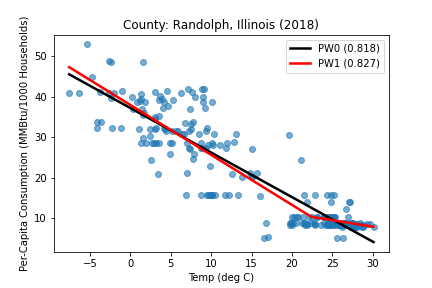 County: Randolph, Illinois (2018)
PW0 (0.818)
PW1 (0.827)
Per-Capita Consumption (MMBtu/1000 Households)
50
40
30
20
10
−5 0 5 10 15 20 25 30
Temp (deg C)